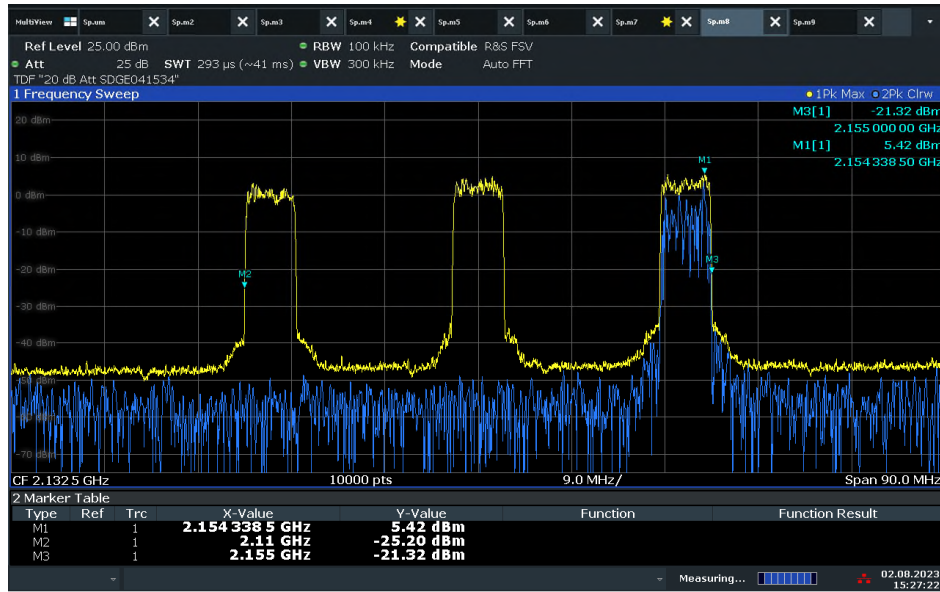 MultiView Sp.um Sp.m2 Sp.m3 Sp.m4 Sp.m5 Sp.m6 Sp.m7 Sp.m8 Sp.m9
Ref Level 25.00 dBm RBW 100 kHz Compatible R&S FSV
Att 25 dB SWT 293 µs (~41 ms) VBW 300 kHz Mode Auto FFT
TDF "20 dB Att SDGE041534"
1 Frequency Sweep 1Pk Max 2Pk Clrw
M3[1] -21.32 dBm
2.155 000 00 GHz
M1[1] 5.42 dBm
2.154 338 50 GHz
20 dBm
10 dBm
M1
0 dBm
-10 dBm
M3
-20 dBm
M2
-30 dBm
-40 dBm
-50 dBm
-70 dBm
CF 2.132 5 GHz 10000 pts 9.0 MHz/ Span 90.0 MHz
2 Marker Table
Type Ref Trc X-Value Y-Value Function Function Result
M1 1 2.154 338 5 GHz 5.42 dBm
M2 1 2.11 GHz -25.20 dBm
M3 1 2.155 GHz -21.32 dBm
Measuring... 02.08.2023
15:27:22